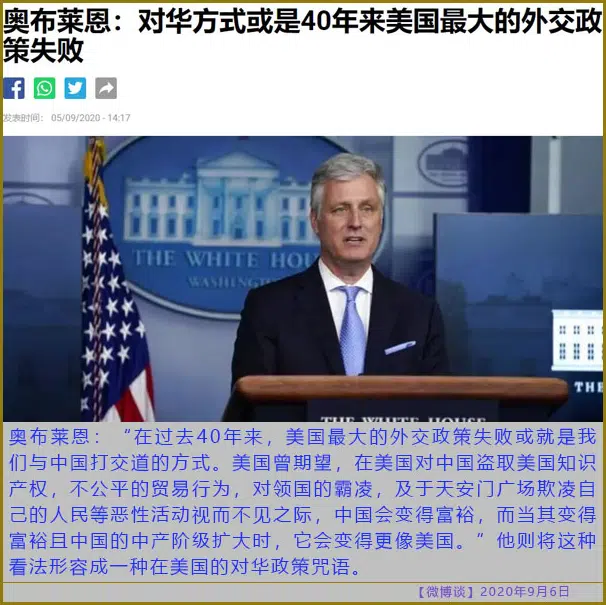 奥布莱恩：对华方式或是40年来美国最大的外交政
策失败
发表时间： 05/09/2020 - 14:17
THE WHITE HOU
WASHINGT
THE
THE WHITE HOUSE
奥布莱恩：“在过去40年来，美国最大的外交政策失败或就是我
们与中国打交道的方式。美国曾期望，在美国对中国盗取美国知识
产权，不公平的贸易行为，对领国的霸凌，及于天安门广场欺凌自
己的人民等恶性活动视而不见之际，中国会变得富裕，而当其变得
富裕且中国的中产阶级扩大时，它会变得更像美国。”他则将这种
看法形容成一种在美国的对华政策咒语。
【微博谈】2020年9月6日